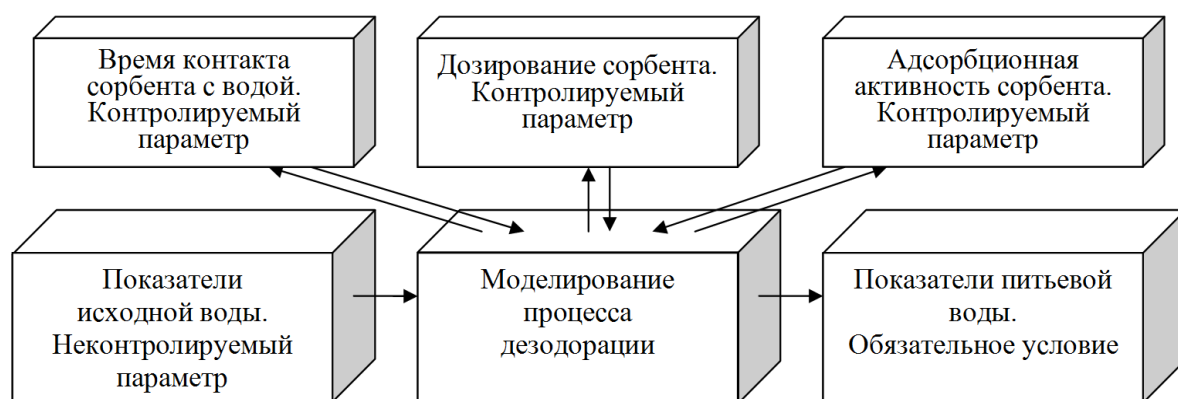 Время контакта
сорбента с водой.
Контролируемый
параметр
Дозирование сорбента.
Контролируемый
параметр
Адсорбционная
активность сорбента.
Контролируемый
параметр
Показатели
исходной воды.
Неконтролируемый
параметр
Моделирование
процесса
дезодорации
Показатели питьевой
воды.
Обязательное условие